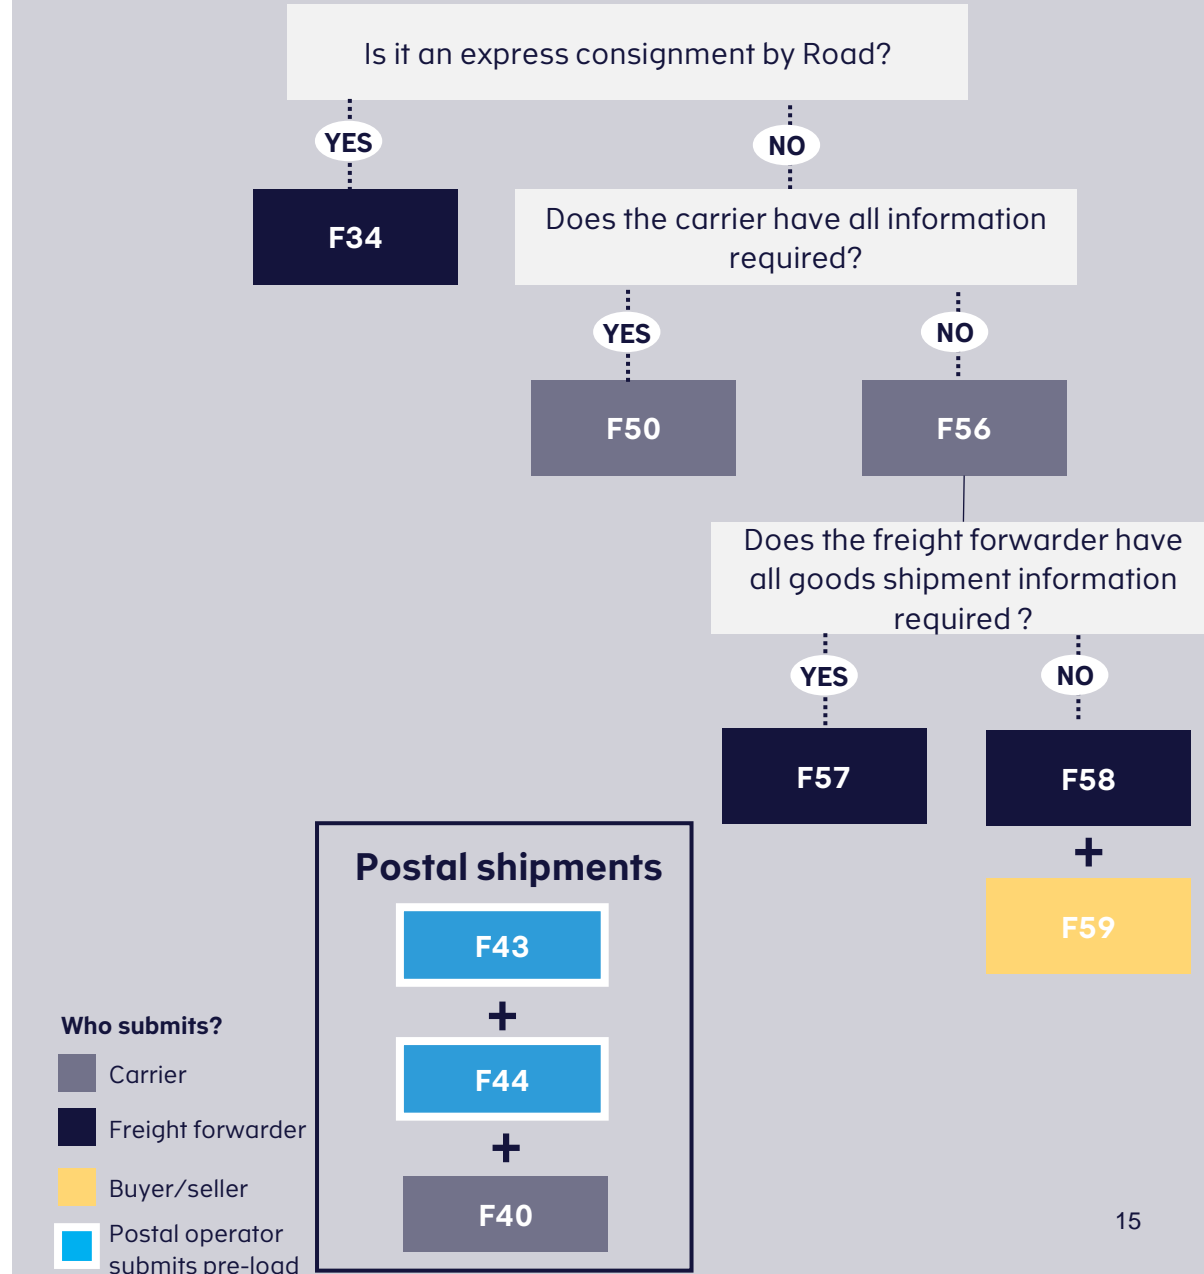 Is it an express consignment by Road?
YES
NO
F34
Does the carrier have all information
required?
YES
NO
F50
F56
Does the freight forwarder have
all goods shipment information
required ?
YES
NO
F57
F58
+
F59
Postal shipments
F43
+
F44
+
F40
Who submits?
Carrier
Freight forwarder
Buyer/seller
Postal operator
submits pre-load
15